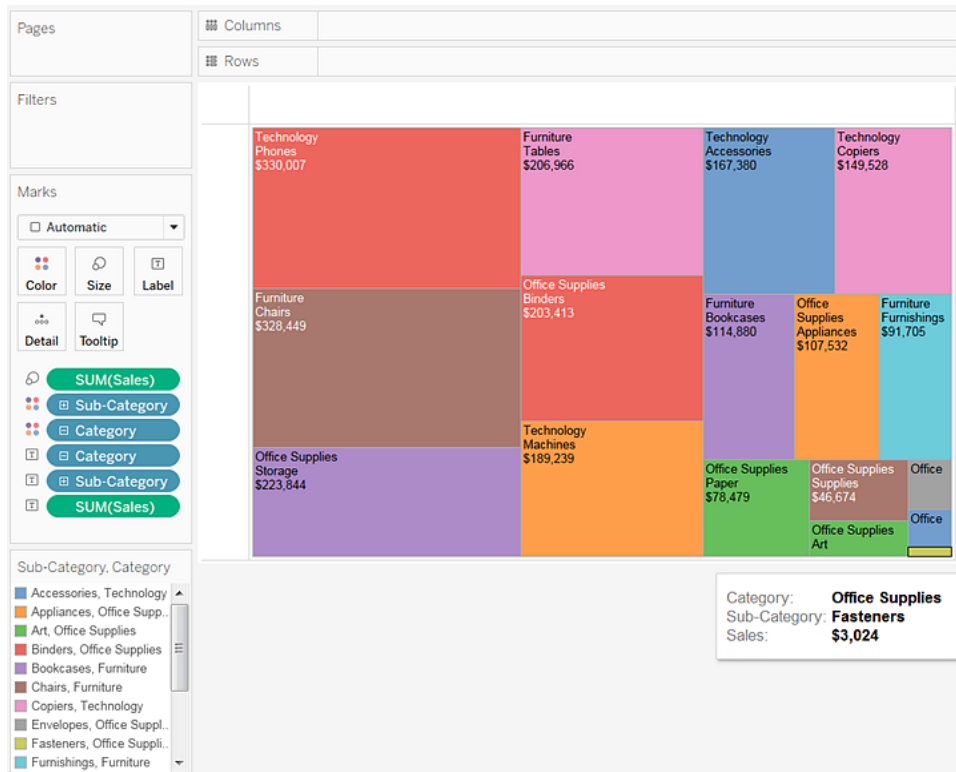 Pages
Columns
Rows
Filters
Marks
Automatic
Color
Size
Label
Detail
Tooltip
SUM(Sales)
Sub-Category
Category
Category
Sub-Category
SUM(Sales)
Sub-Category, Category
Accessories, Technology
Appliances, Office Supp..
Art, Office Supplies
Binders, Office Supplies
Bookcases, Furniture
Chairs, Furniture
Copiers, Technology
Envelopes, Office Suppl..
Fasteners, Office Suppli..
Furnishings, Furniture
Technology
Phones
$330,007
Furniture
Chairs
$328,449
Office Supplies
Storage
$223,844
Furniture
Tables
$206,966
Office Supplies
Binders
$203,413
Technology
Machines
$189,239
Technology
Accessories
$167,380
Technology
Copiers
$149,528
Furniture
Bookcases
$114,880
Office
Supplies
Appliances
$107,532
Furniture
Furnishings
$91,705
Office Supplies
Paper
$78,479
Office Supplies
Supplies
$46,674
Office Supplies
Art
Office
Office
Category: Office Supplies
Sub-Category: Fasteners
Sales: $3,024